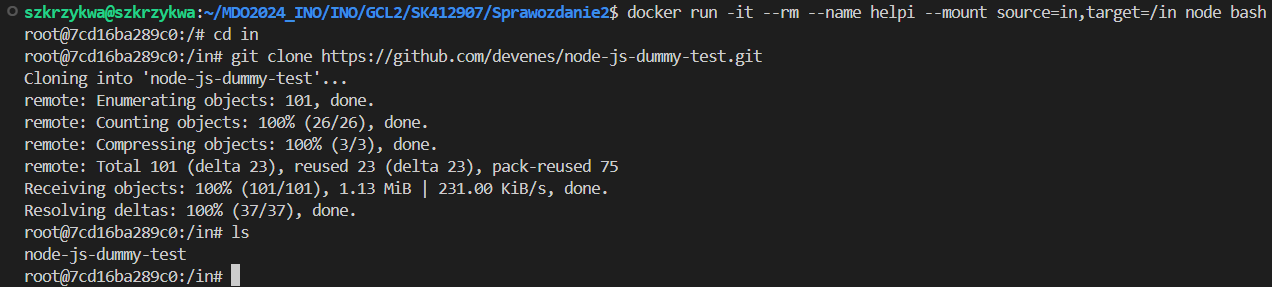 szkrzykwa@szkrzykwa:~/MDO2024_INO/INO/GCL2/SK412907/Sprawozdanie2$ docker run -it --rm --name helpi --mount source=in,target=/in node bash
root@7cd16ba289c0:/# cd in
root@7cd16ba289c0:/in# git clone https://github.com/devenes/node-js-dummy-test.git
Cloning into 'node-js-dummy-test'...
remote: Enumerating objects: 101, done.
remote: Counting objects: 100% (26/26), done.
remote: Compressing objects: 100% (3/3), done.
remote: Total 101 (delta 23), reused 23 (delta 23), pack-reused 75
Receiving objects: 100% (101/101), 1.13 MiB | 231.00 KiB/s, done.
Resolving deltas: 100% (37/37), done.
root@7cd16ba289c0:/in# ls
node-js-dummy-test
root@7cd16ba289c0:/in#